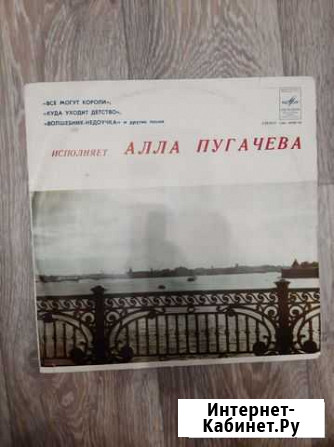 «ВСЕ МОГУТ КОРОЛИ»,
«КУДА УХОДИТ ДЕТСТВО»,
«ВОЛШЕБНИК-НЕДОУЧКА» и другие песни
ИСПОЛНЯЕТ АЛЛА ПУГАЧЕВА
Интернет-
Кабинет.Ру